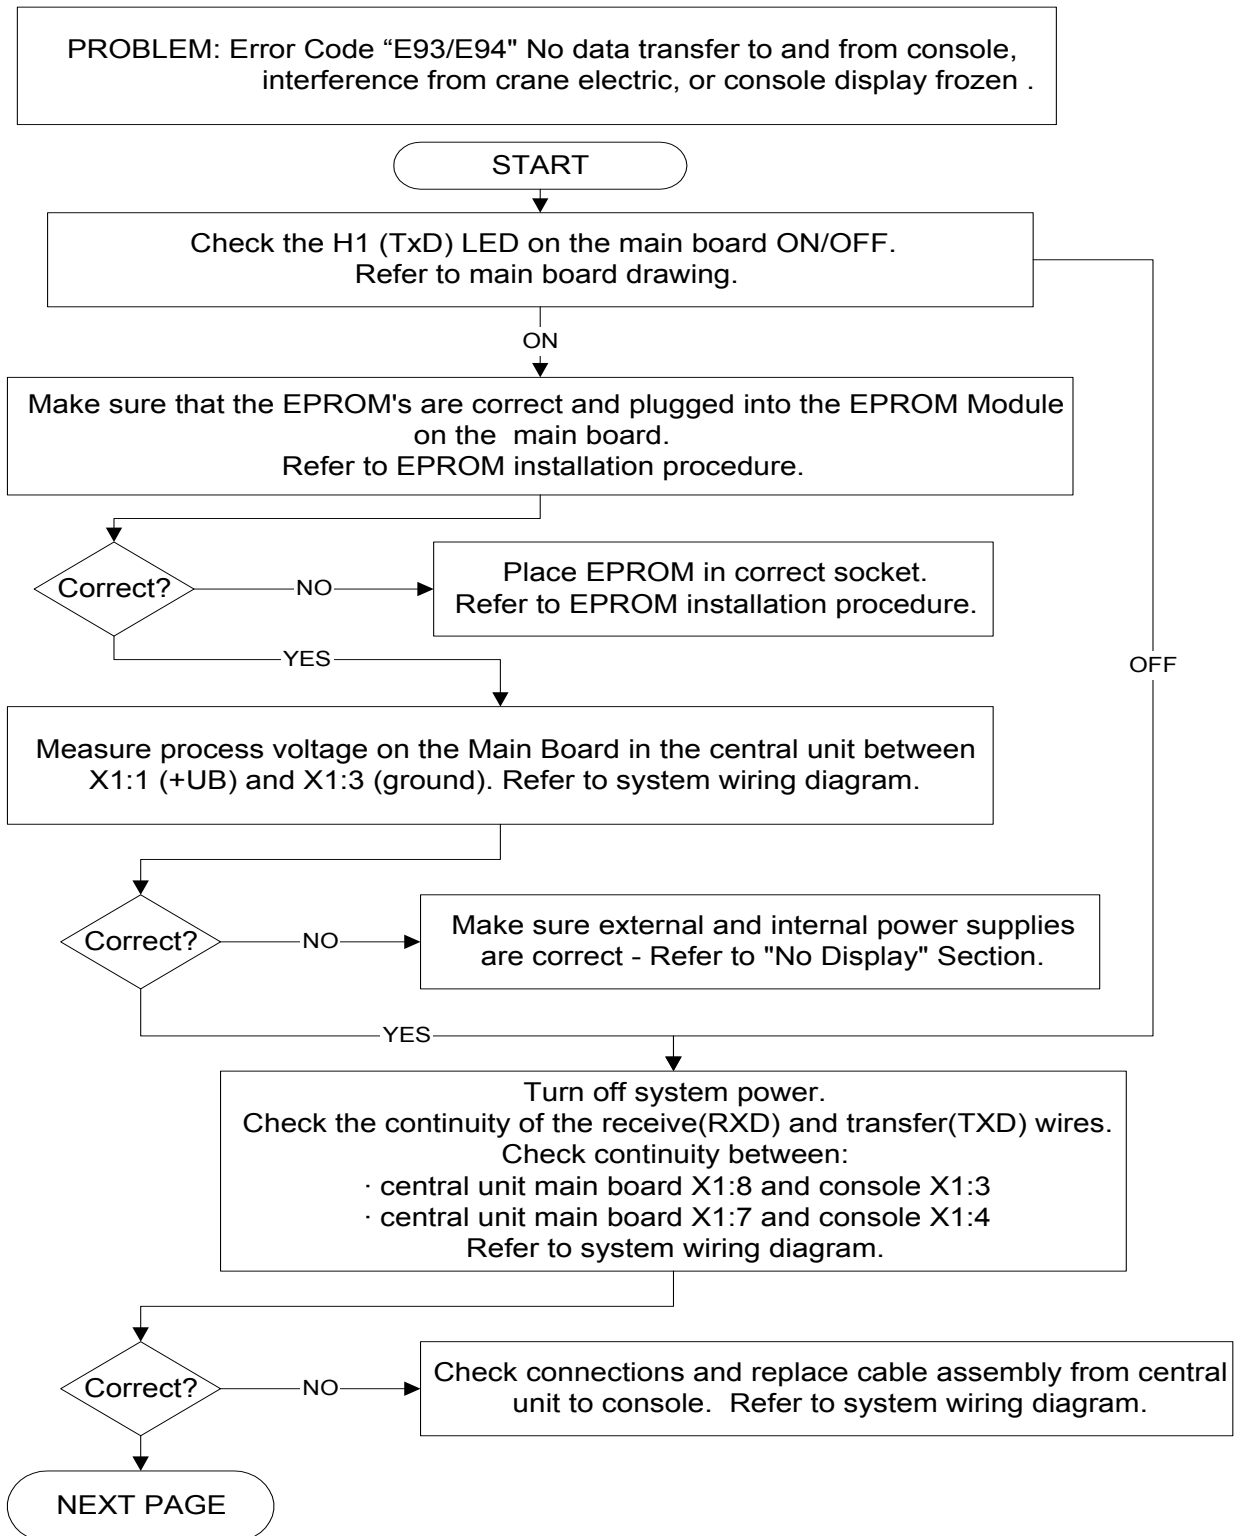 PROBLEM: Error Code “E93/E94" No data transfer to and from console,
interference from crane electric, or console display frozen .
START
Check the H1 (TxD) LED on the main board ON/OFF.
Refer to main board drawing.
ON
Make sure that the EPROM's are correct and plugged into the EPROM Module
on the main board.
Refer to EPROM installation procedure.
Correct?
NO
Place EPROM in correct socket.
Refer to EPROM installation procedure.
YES
OFF
Measure process voltage on the Main Board in the central unit between
X1:1 (+UB) and X1:3 (ground). Refer to system wiring diagram.
Correct?
NO
Make sure external and internal power supplies
are correct - Refer to "No Display" Section.
YES
Turn off system power.
Check the continuity of the receive(RXD) and transfer(TXD) wires.
Check continuity between:
· central unit main board X1:8 and console X1:3
· central unit main board X1:7 and console X1:4
Refer to system wiring diagram.
Correct?
NO
Check connections and replace cable assembly from central
unit to console. Refer to system wiring diagram.
NEXT PAGE